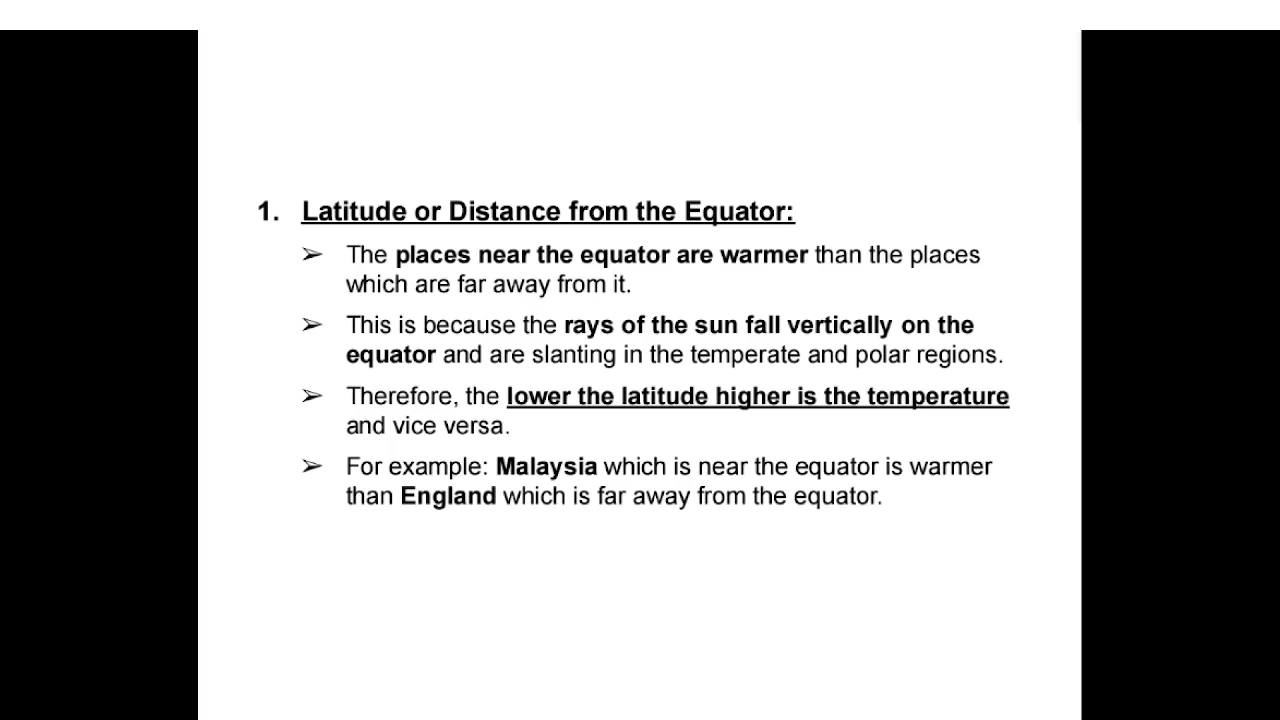 1. Latitude or Distance from the Equator:
➢ The places near the equator are warmer than the places
which are far away from it.
➢ This is because the rays of the sun fall vertically on the
equator and are slanting in the temperate and polar regions.
➢ Therefore, the lower the latitude higher is the temperature
and vice versa.
➢ For example: Malaysia which is near the equator is warmer
than England which is far away from the equator.